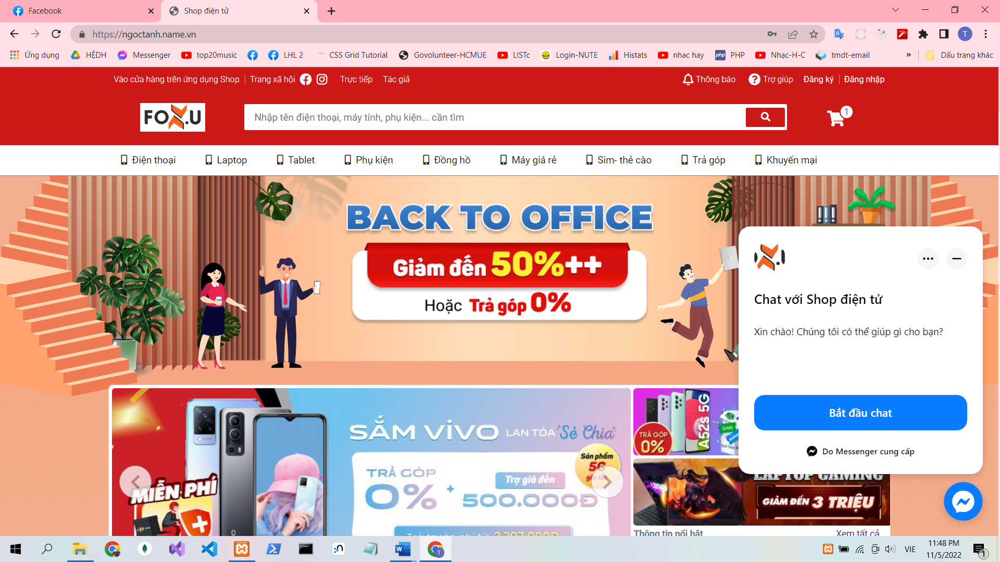 Facebook
Shop điện tử
https://ngoctanh.name.vn
T
Ứng dụng
HỆDH
Messenger
top20music
LHL 2
CSS Grid Tutorial
Govolunteer-HCMUE
LISTc
Login-NUTE
Histats
nhac hay
php PHP
Nhạc-H-C
tmdt-email
»
Dấu trang khác
Vào cửa hàng trên ứng dụng Shop
Trang xã hội
Trực tiếp
Tác giả
Thông báo
Trợ giúp
Đăng ký
Đăng nhập
FOX.U
Nhập tên điện thoại, máy tính, phụ kiện... cần tìm
1
Điện thoại
Laptop
Tablet
Phụ kiện
Đồng hồ
Máy giá rẻ
Sim- thẻ cào
Trả góp
Khuyến mại
BACK TO OFFICE
Giảm đến 50%++
Hoặc Trả góp 0%
Chat với Shop điện tử
Xin chào! Chúng tôi có thể giúp gì cho bạn?
Bắt đầu chat
Do Messenger cung cấp
MIỄN PHÍ
SẮM VIVO LAN TỎA Sẻ Chia
Sản phẩm
5G
TRẢ GÓP
0%
+
Trợ giá đến
500.000Đ
TRẢ GÓP
0%
A52s 5G
Grab
LAPTOP GAMING
GIẢM ĐẾN 3 TRIỆU
Thông tin nổi bật
Xem tất cả
VIE
11:48 PM
11/5/2022
1